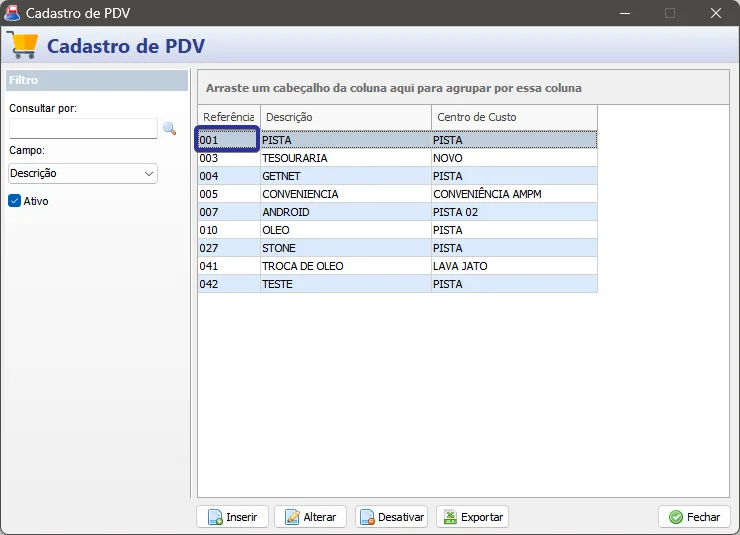 Cadastro de PDV
Cadastro de PDV
Filtro
Consultar por:
Campo:
Descrição
Ativo
Arraste um cabeçalho da coluna aqui para agrupar por essa coluna
Referência Descrição Centro de Custo
001 PISTA PISTA
003 TESOURARIA NOVO
004 GETNET PISTA
005 CONVENIENCIA CONVENIÊNCIA AMPM
007 ANDROID PISTA 02
010 OLEO PISTA
027 STONE PISTA
041 TROCA DE OLEO LAVA JATO
042 TESTE PISTA
Inserir Alterar Desativar Exportar Fechar